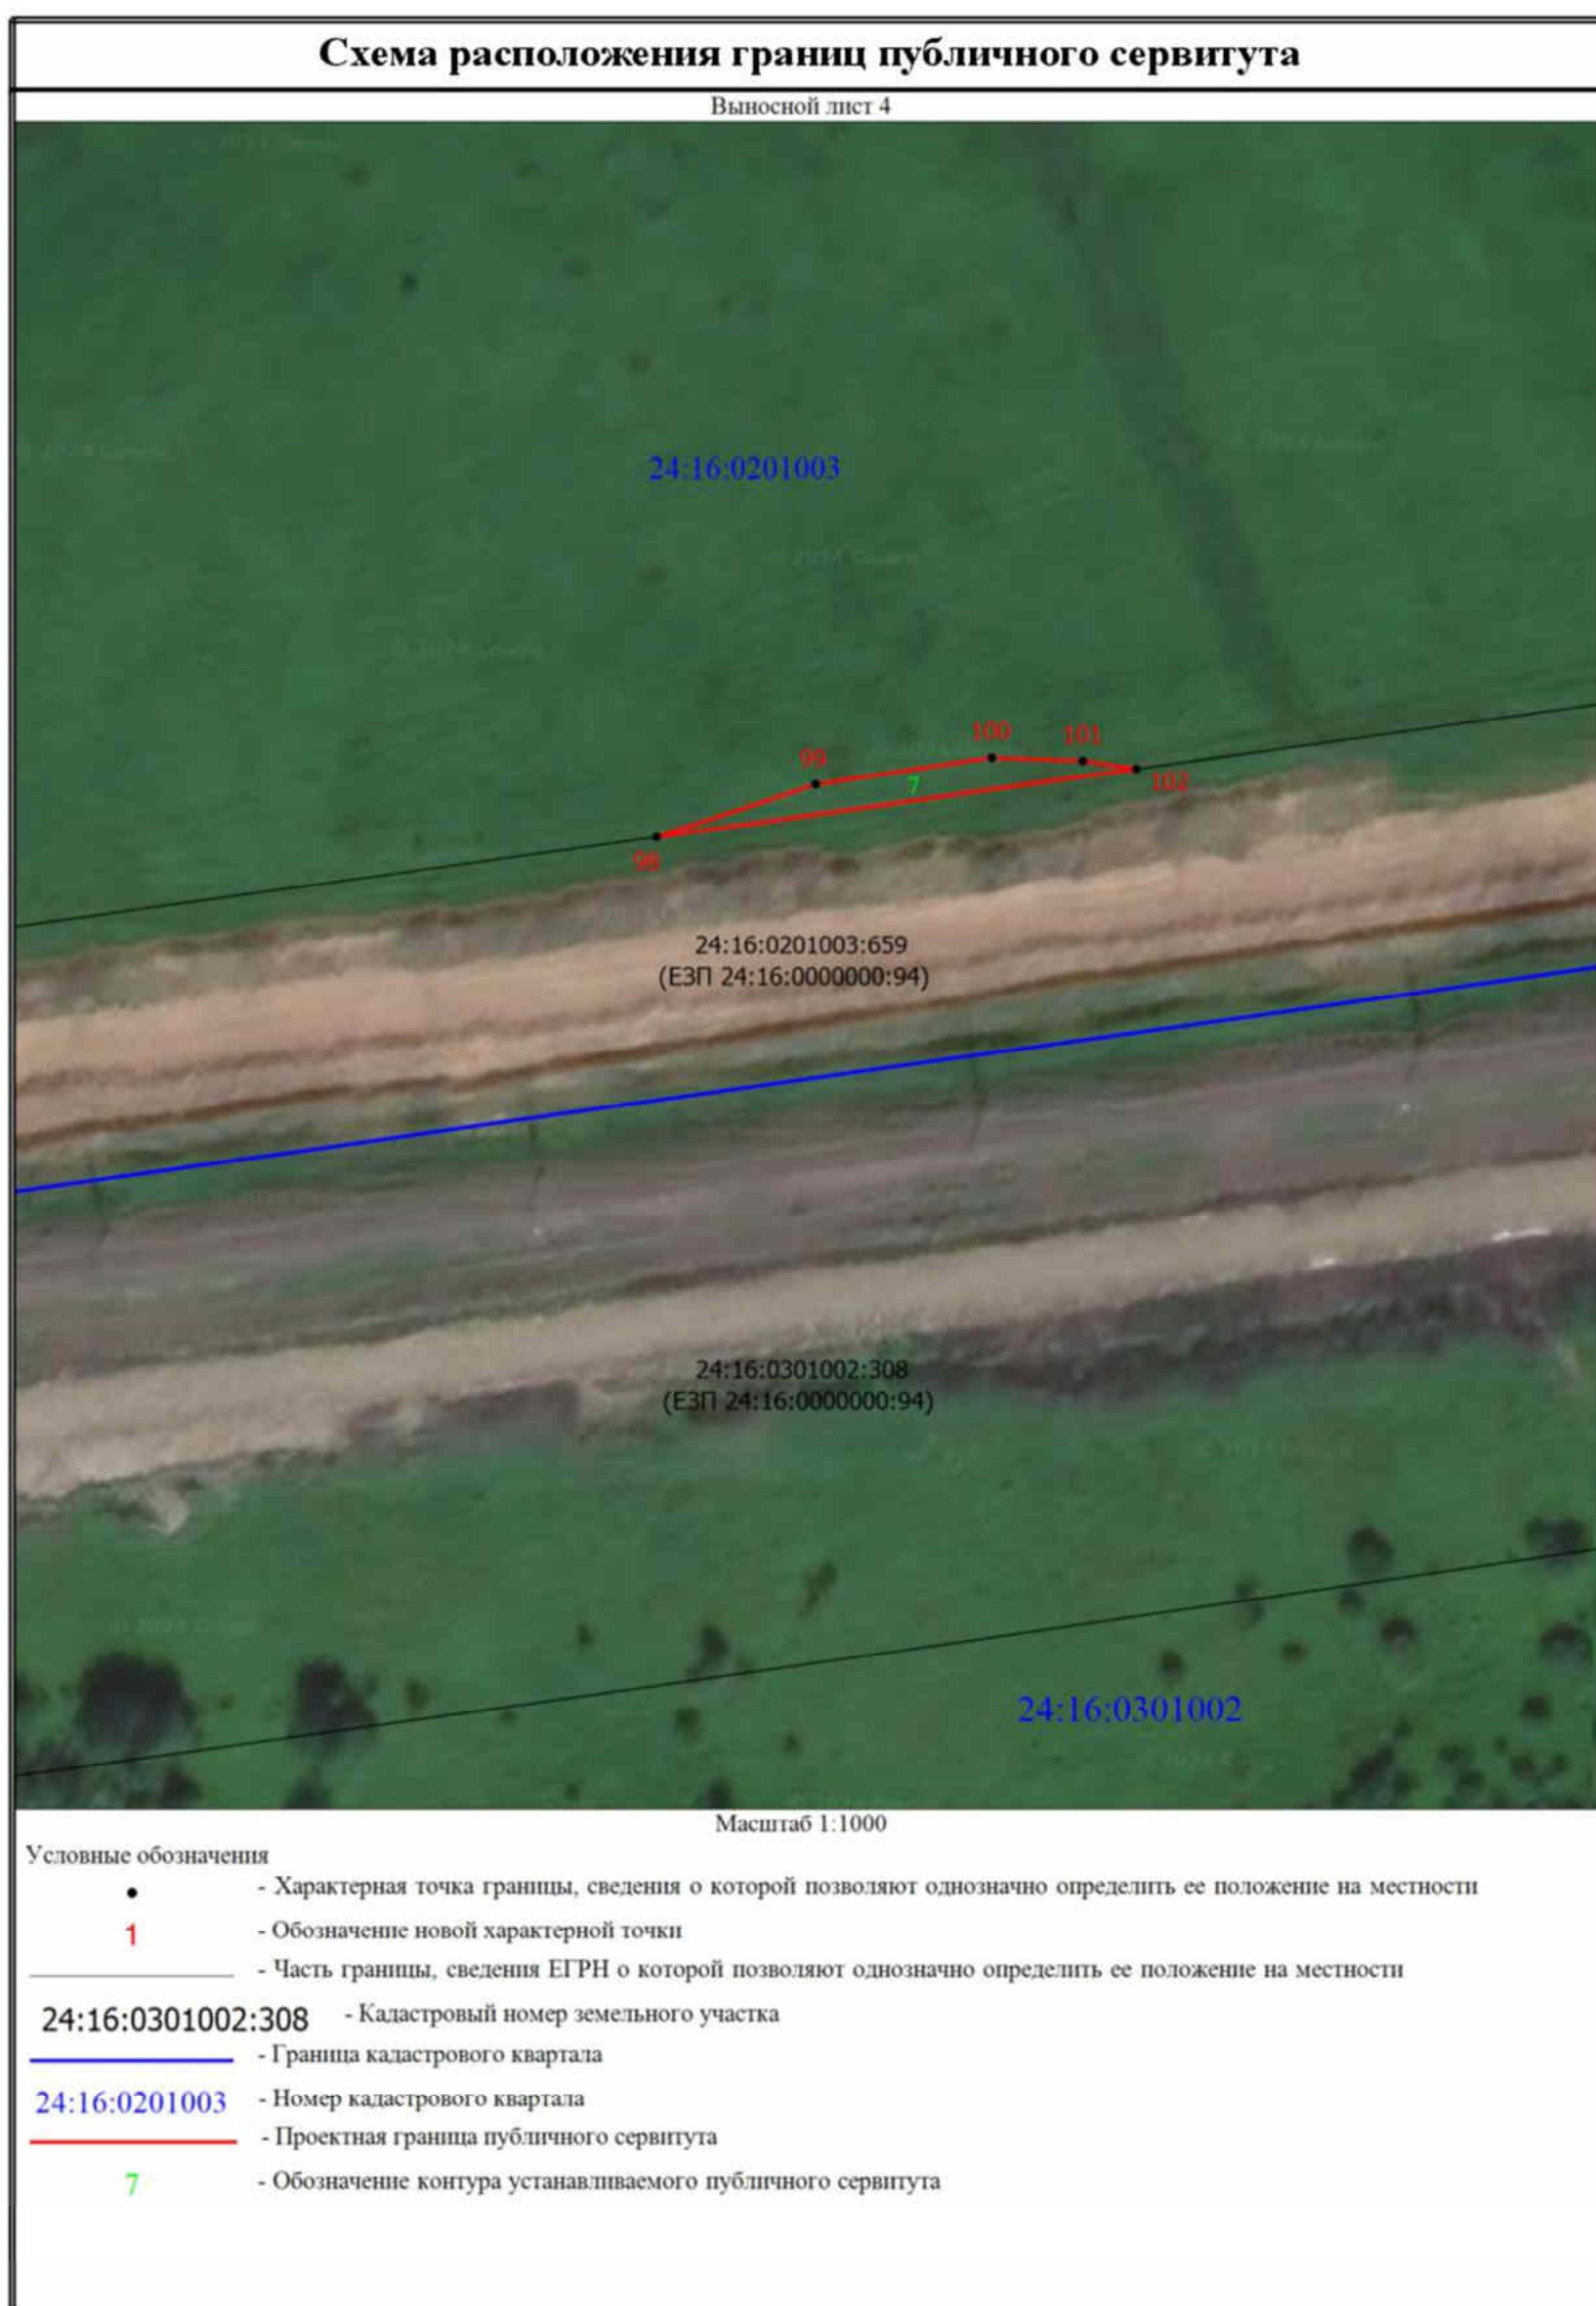 Схема расположения границ публичного сервитута
Выносной лист 4
24:16:0201003
100
101
99
102
7
98
24:16:0201003:659
(ЕЗП 24:16:0000000:94)
24:16:0301002:308
(ЕЗП 24:16:0000000:94)
24:16:0301002
Масштаб 1:1000
Условные обозначения
- Характерная точка границы, сведения о которой позволяют однозначно определить ее положение на местности
1 - Обозначение новой характерной точки
- Часть границы, сведения ЕГРН о которой позволяют однозначно определить ее положение на местности
24:16:0301002:308 - Кадастровый номер земельного участка
- Граница кадастрового квартала
24:16:0201003 - Номер кадастрового квартала
- Проектная граница публичного сервитута
7 - Обозначение контура устанавливаемого публичного сервитута